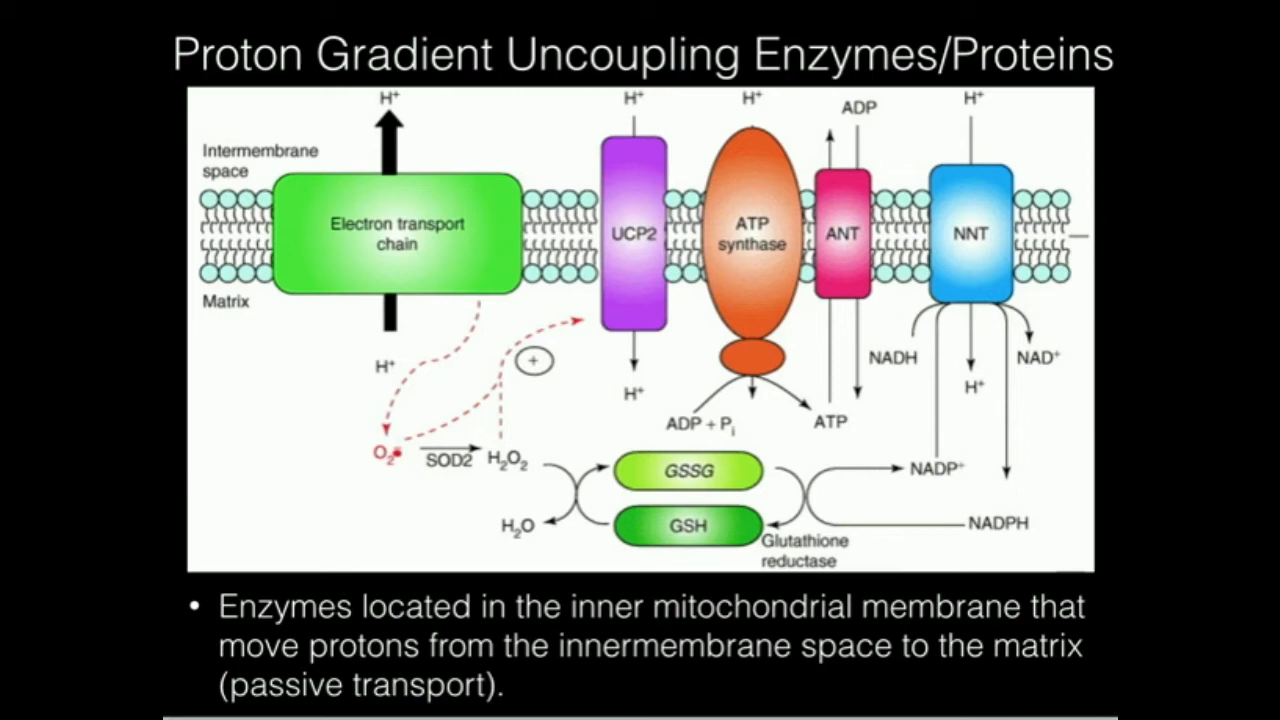 Proton Gradient Uncoupling Enzymes/Proteins
H⁺
H⁺
H⁺
ADP
H⁺
Intermembrane
space
Electron transport
chain
UCP2
ATP
synthase
ANT
NNT
Matrix
H⁺
+
H⁺
NADH
H⁺
NAD⁺
ADP + Pᵢ
ATP
O₂•
SOD2
H₂O₂
GSSG
NADP⁺
H₂O
GSH
NADPH
Glutathione
reductase
• Enzymes located in the inner mitochondrial membrane that
move protons from the innermembrane space to the matrix
(passive transport).